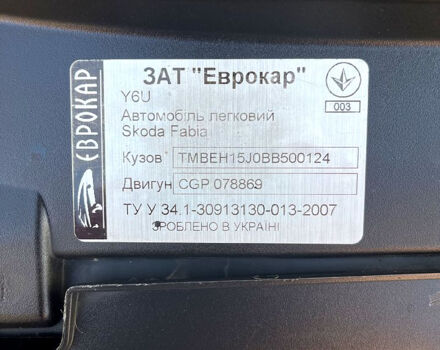 ЄВРОКАР
ЗАТ "Еврокар"
Y6U
003
Автомобіль легковий
Skoda Fabia
Кузов TMBEH15J0BB500124
Двигун CGP 078869
ТУ У 34.1-30913130-013-2007
ЗРОБЛЕНО В УКРАЇНІ